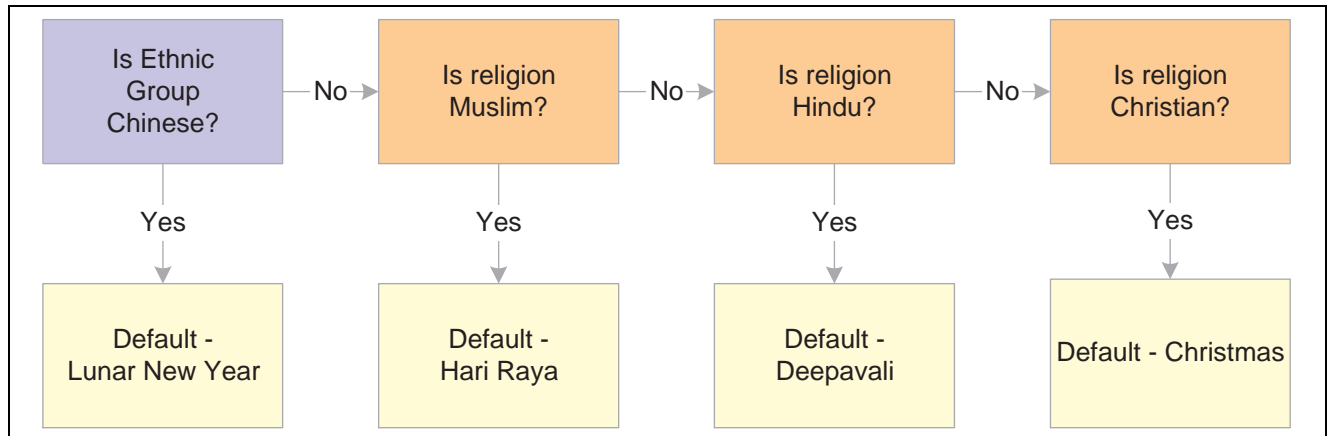 Is Ethnic
Group
Chinese?
No
Is religion
Muslim?
No
Is religion
Hindu?
No
Is religion
Christian?
Yes
Yes
Yes
Yes
Default -
Lunar New Year
Default -
Hari Raya
Default -
Deepavali
Default - Christmas